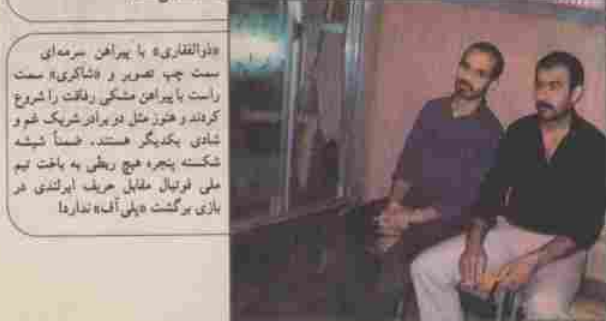 «ذوالفقاری» با پیراهن سرمه‌ای
سمت چپ تصویر و «شاکری» سمت
راست با پیراهن مشکی رفاقت را شروع
کردند و هنوز مثل دو برادر شریک غم و
شادی یکدیگر هستند. ضمناً شیشه
شکسته پنجره هیچ ربطی به باخت تیم
ملی فوتبال مقابل حریف ایرلندی در
بازی برگشت «پلی‌آف» ندارد!